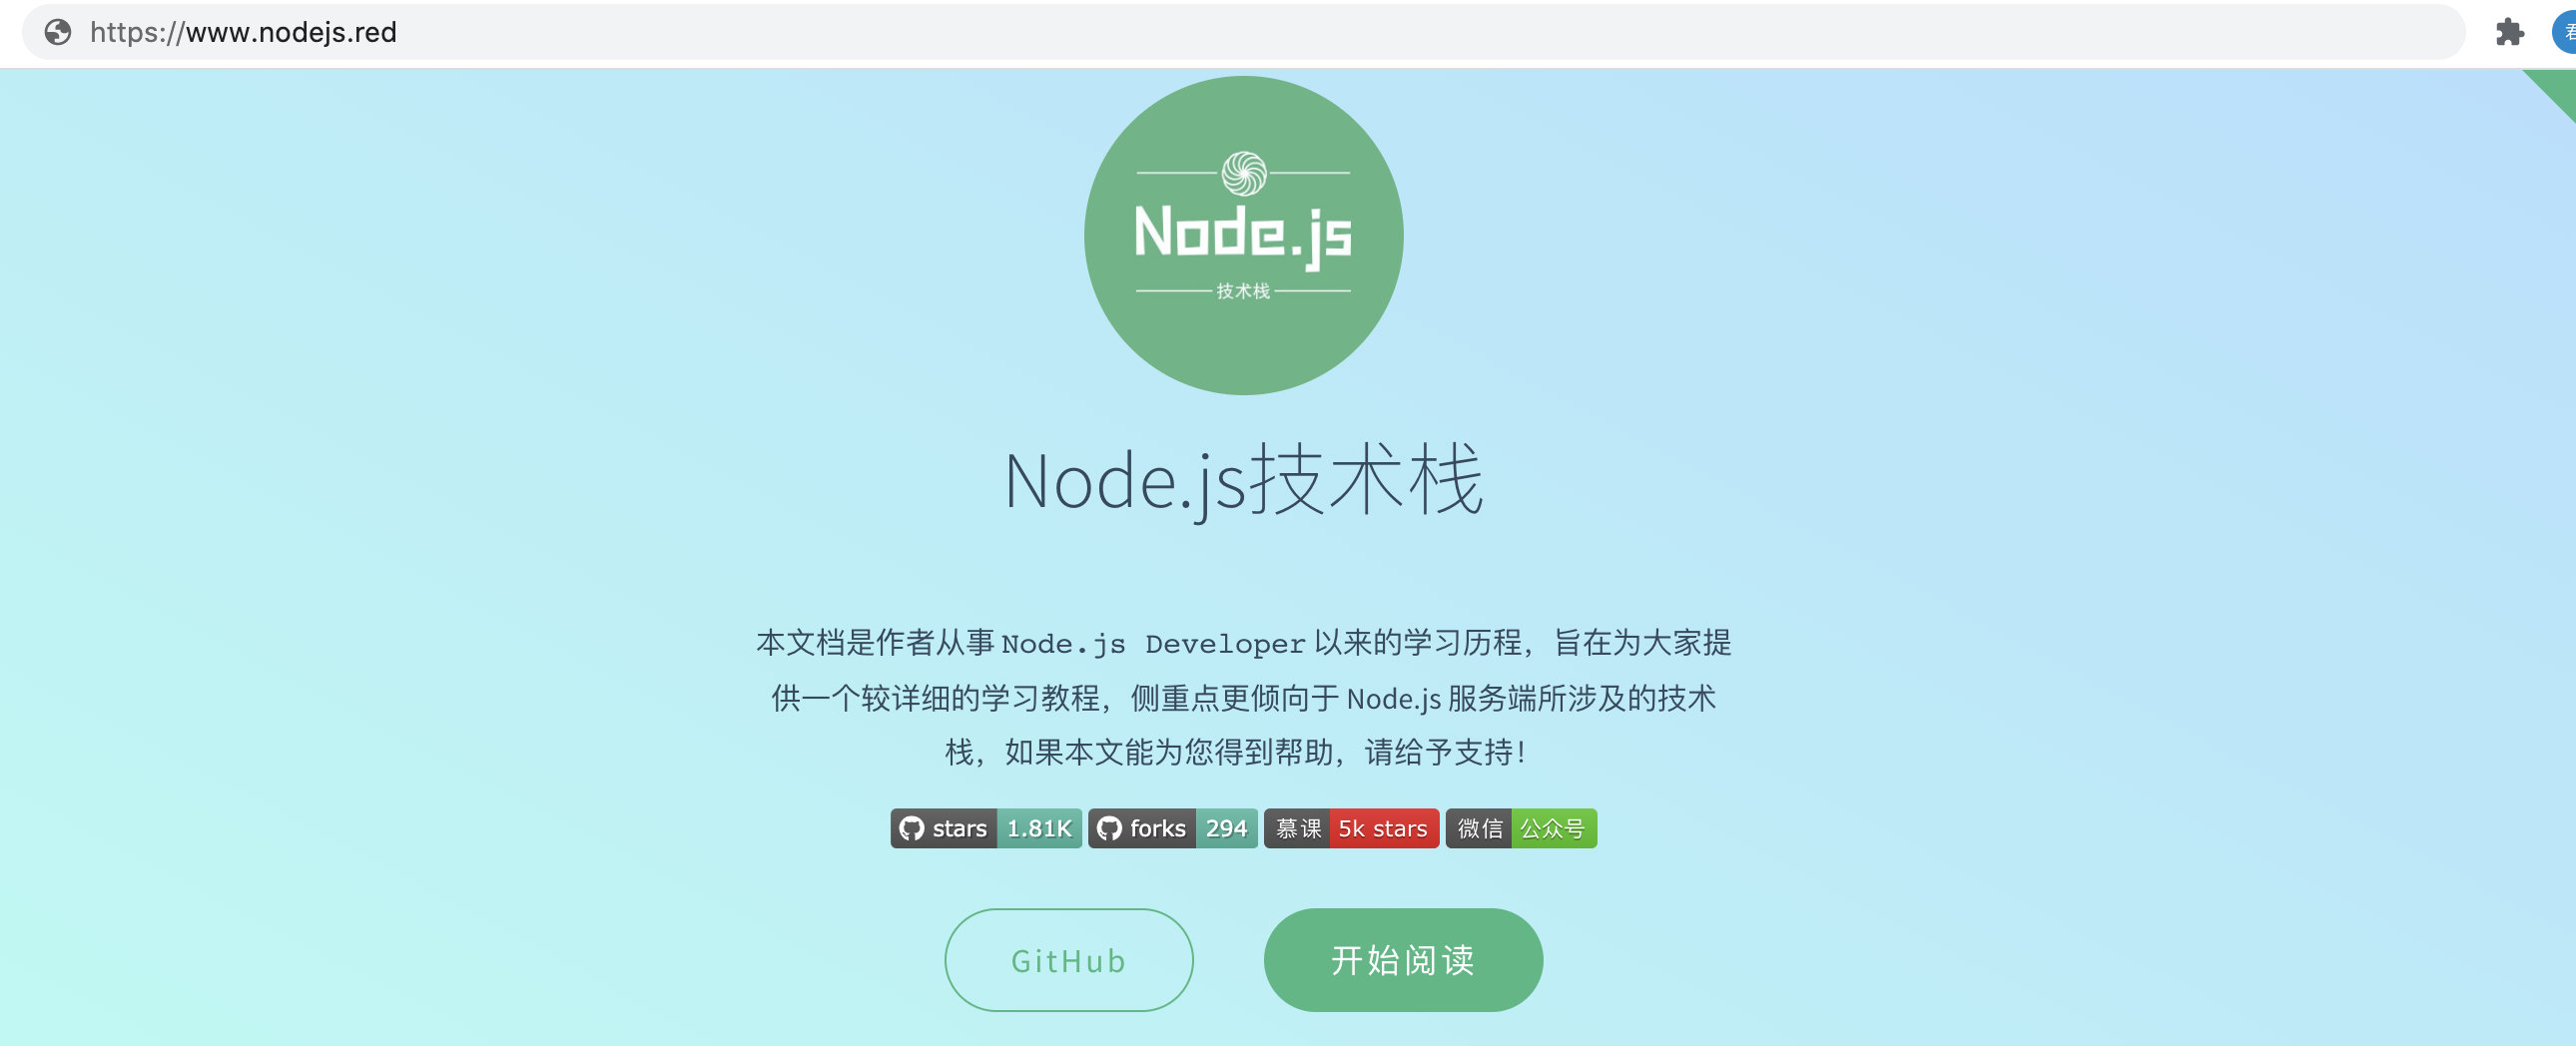 https://www.nodejs.red
君
Node.js
技术栈
Node.js技术栈
本文档是作者从事 Node.js Developer 以来的学习历程，旨在为大家提
供一个较详细的学习教程，侧重点更倾向于 Node.js 服务端所涉及的技术
栈，如果本文能为您得到帮助，请给予支持！
stars 1.81K forks 294 慕课 5k stars 微信 公众号
GitHub 开始阅读